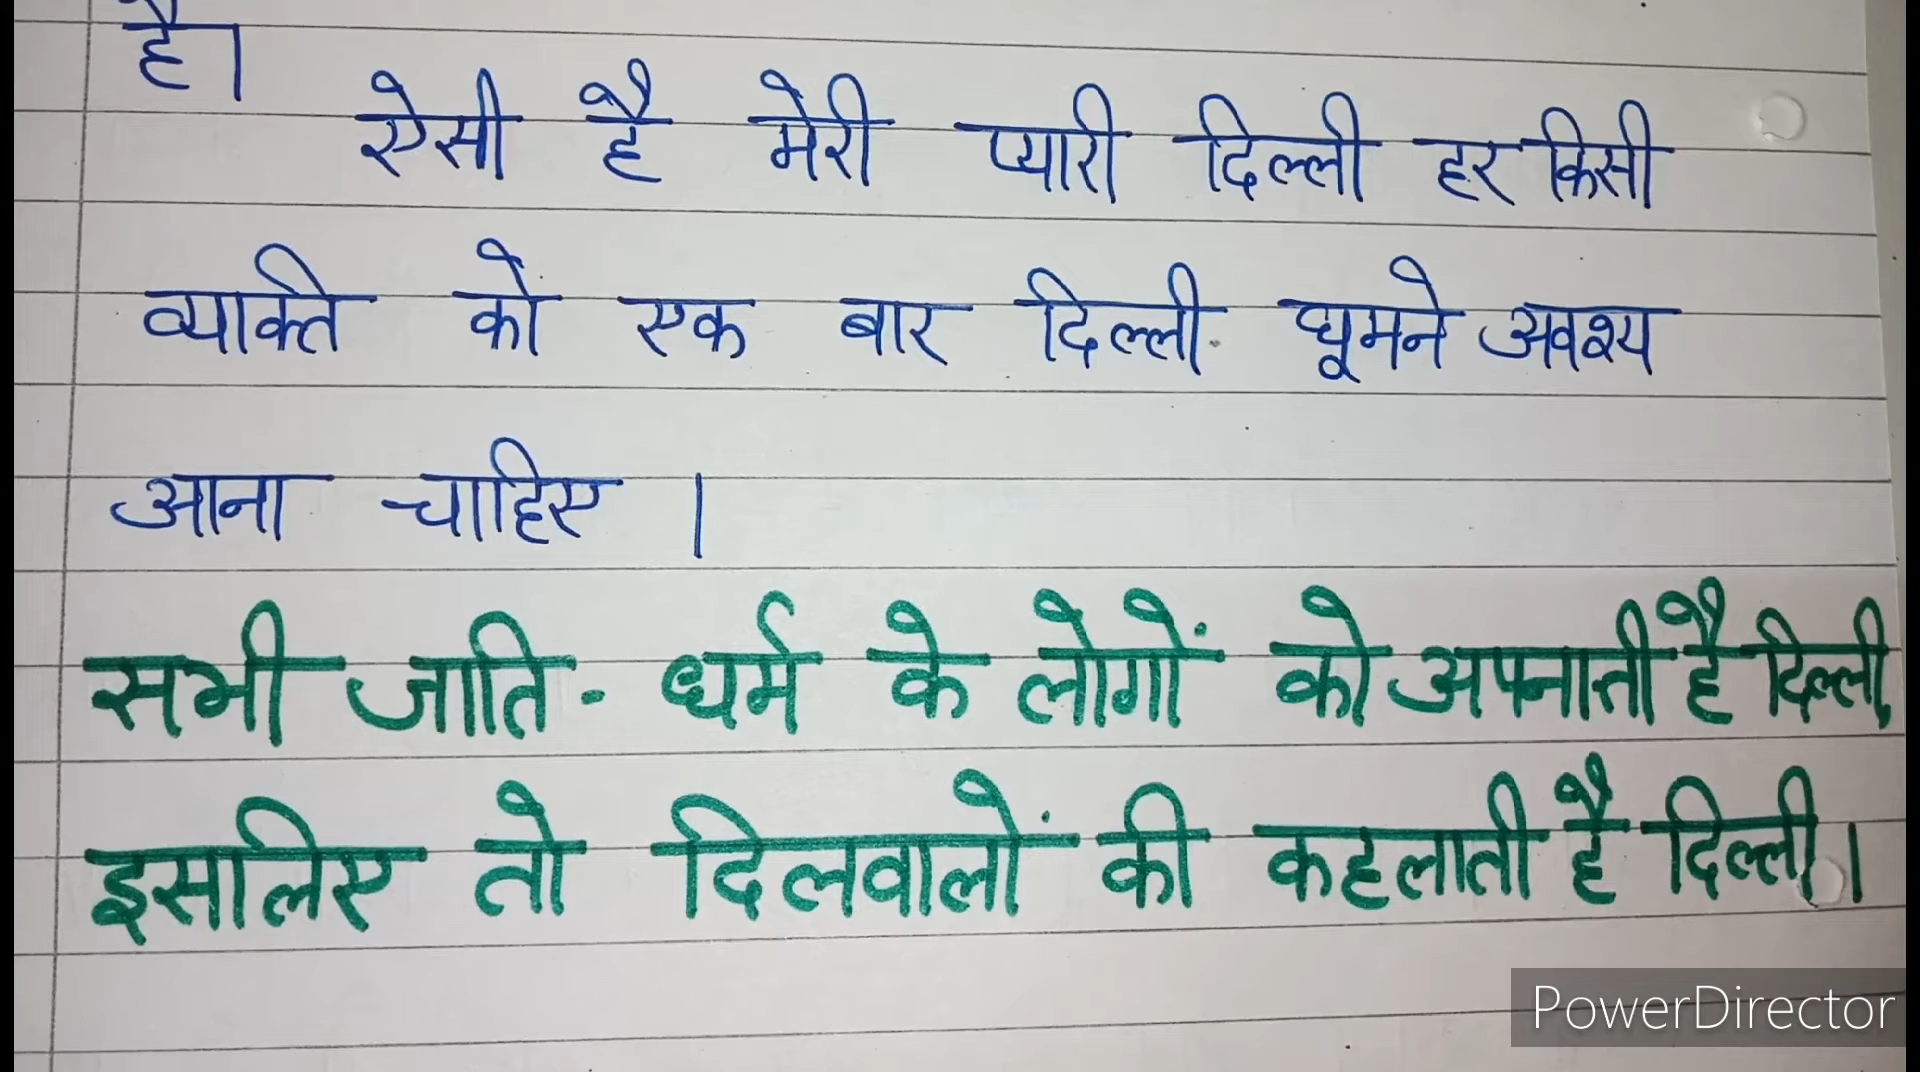 है।
ऐसी है मेरी प्यारी दिल्ली हर किसी
व्यक्ति को एक बार दिल्ली घूमने अवश्य
आना चाहिए ।
सभी जाति - धर्म के लोगों को अपनाती है दिल्ली,
इसलिए तो दिलवालों की कहलाती है दिल्ली।
PowerDirector